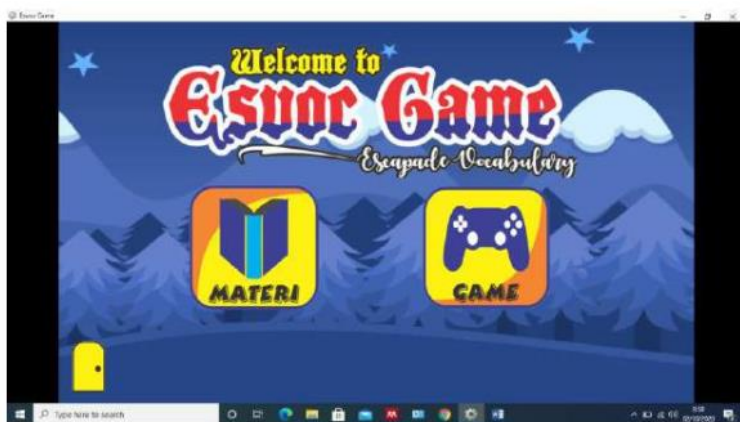 Esvoc Game
Welcome to
Esvoc Game
Escapade Vocabulary
MATERI
GAME
Type here to search